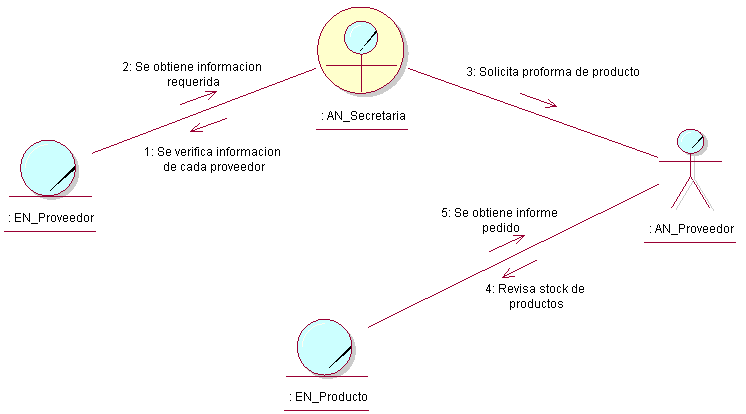 2: Se obtiene informacion
requerida
3: Solicita proforma de producto
: AN_Secretaria
1: Se verifica informacion
de cada proveedor
: EN_Proveedor
5: Se obtiene informe
pedido
: AN_Proveedor
4: Revisa stock de
productos
: EN_Producto